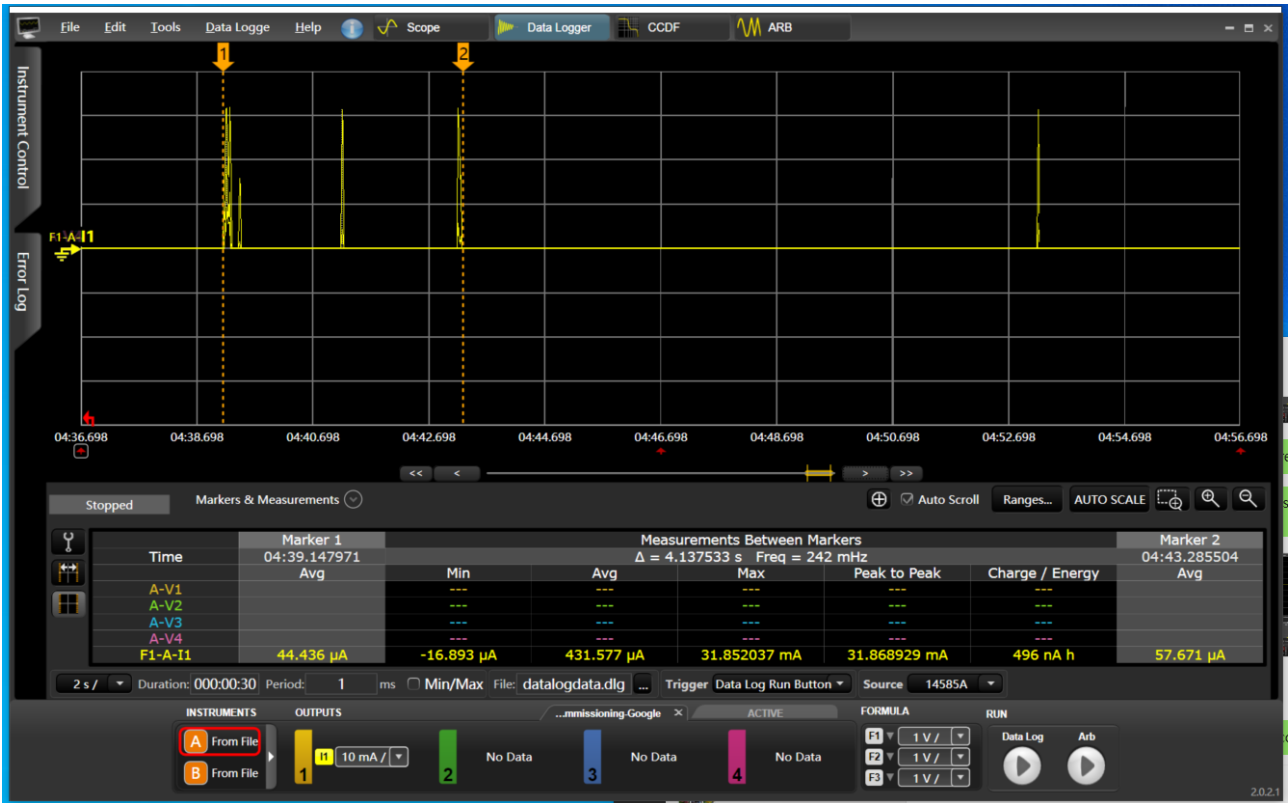 File Edit Tools Data Logge Help Scope Data Logger CCDF ARB
Instrument Control
Error Log
1 2
F1-A-I1
04:36.698 04:38.698 04:40.698 04:42.698 04:44.698 04:46.698 04:48.698 04:50.698 04:52.698 04:54.698 04:56.698
<< < > >>
Stopped Markers & Measurements Auto Scroll Ranges... AUTO SCALE
Marker 1 Measurements Between Markers Marker 2
Time 04:39.147971 Δ = 4.137533 s Freq = 242 mHz 04:43.285504
Avg Min Avg Max Peak to Peak Charge / Energy Avg
A-V1 --- --- --- --- ---
A-V2 --- --- --- --- ---
A-V3 --- --- --- --- ---
A-V4 --- --- --- --- ---
F1-A-I1 44.436 µA -16.893 µA 431.577 µA 31.852037 mA 31.868929 mA 496 nA h 57.671 µA
2 s / Duration: 000:00:30 Period: 1 ms Min/Max File: datalogdata.dlg ... Trigger Data Log Run Button Source 14585A
INSTRUMENTS OUTPUTS ...mmissioning-Google × ACTIVE FORMULA RUN
A From File 1 I1 10 mA / 2 No Data 3 No Data 4 No Data F1 1 V / Data Log Arb
F2 1 V /
B From File F3 1 V /
2.0.2.1